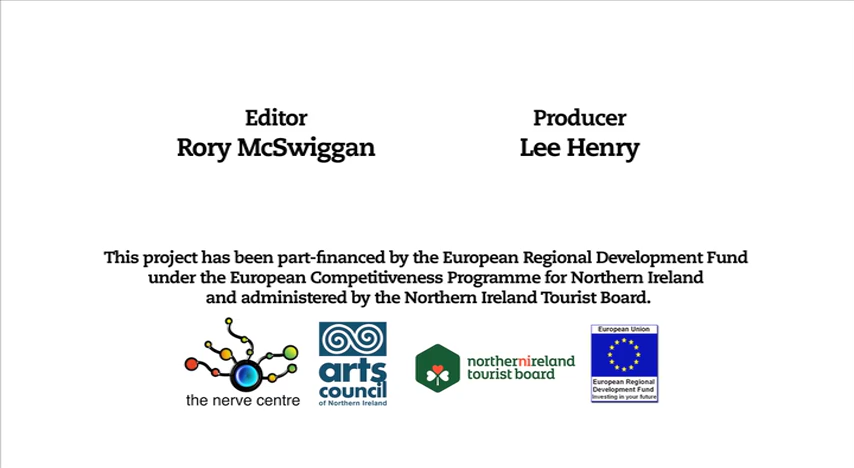 Editor
Rory McSwiggan
Producer
Lee Henry
This project has been part-financed by the European Regional Development Fund
under the European Competitiveness Programme for Northern Ireland
and administered by the Northern Ireland Tourist Board.
the nerve centre
arts
council
of Northern Ireland
northernireland
tourist board
European Union
European Regional
Development Fund
Investing in your future